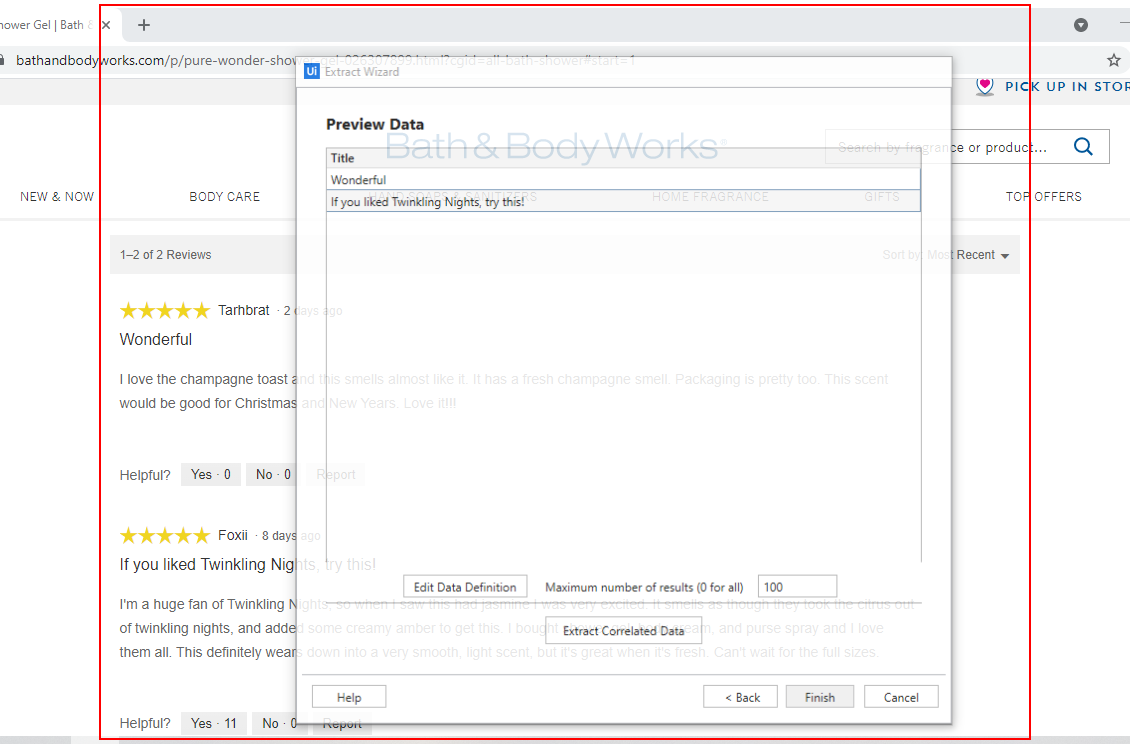 hower Gel | Bath &
bathandbodyworks.com/p/pure-wonder-shower-gel-026307899.html?cgid=all-bath-shower#start=1
Ui Extract Wizard
PICK UP IN STOR
Preview Data
Bath & Body Works®
Search by fragrance or product...
Title
Wonderful
If you liked Twinkling Nights, try this!
NEW & NOW BODY CARE HAND SOAPS & SANITIZERS HOME FRAGRANCE GIFTS TOP OFFERS
1–2 of 2 Reviews Sort by: Most Recent
Tarhbrat · 2 days ago
Wonderful
I love the champagne toast and this smells almost like it. It has a fresh champagne smell. Packaging is pretty too. This scent
would be good for Christmas and New Years. Love it!!!
Helpful? Yes · 0 No · 0 Report
Foxii · 8 days ago
If you liked Twinkling Nights, try this!
Edit Data Definition Maximum number of results (0 for all) 100
I'm a huge fan of Twinkling Nights, so when I saw this had jasmine I was very excited. It smells as though they took the citrus out
of twinkling nights, and added some creamy amber to get this. I bought cream, and purse spray and I love
Extract Correlated Data
them all. This definitely wears down into a very smooth, light scent, but it's great when it's fresh. Can't wait for the full sizes.
Help < Back Finish Cancel
Helpful? Yes · 11 No · 0 Report